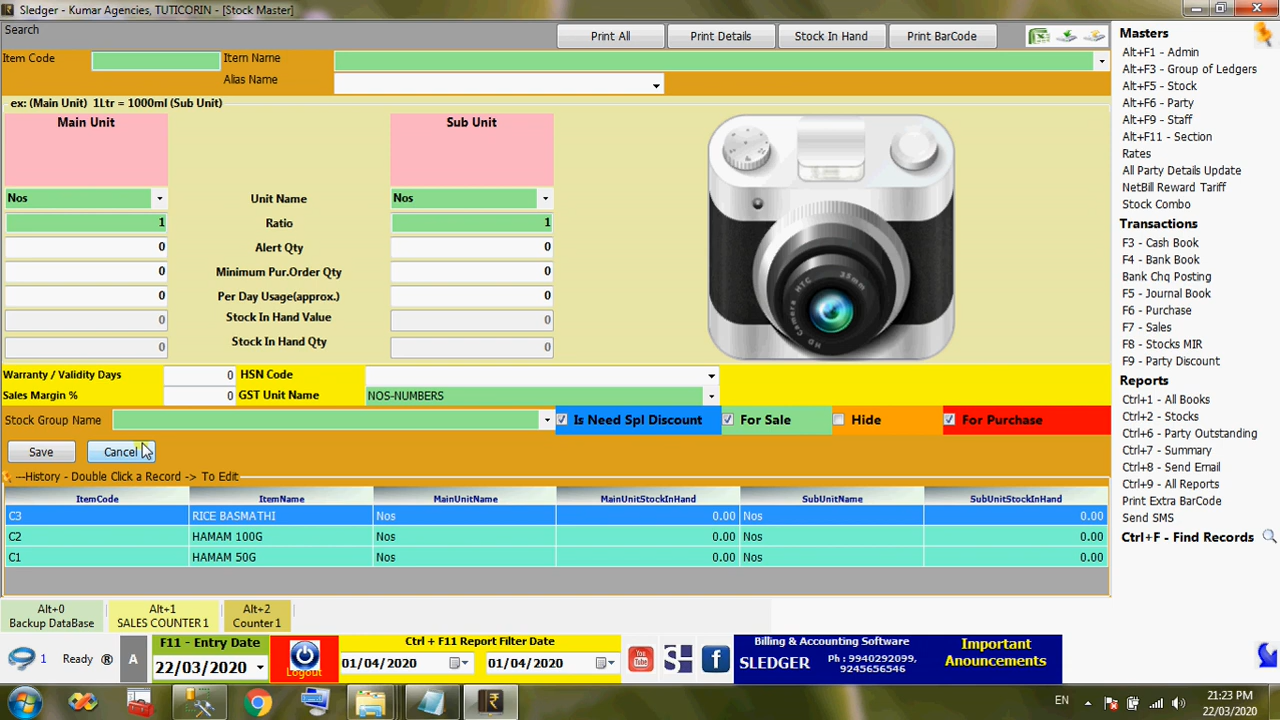 Sledger - Kumar Agencies, TUTICORIN - [Stock Master]
Search
Print All
Print Details
Stock In Hand
Print BarCode
Item Code
Item Name
Alias Name
ex: (Main Unit) 1Ltr = 1000ml (Sub Unit)
Main Unit
Sub Unit
Nos Unit Name Nos
1 Ratio 1
0 Alert Qty 0
0 Minimum Pur.Order Qty 0
0 Per Day Usage(approx.) 0
0 Stock In Hand Value 0
0 Stock In Hand Qty 0
HTC 35mm
HD Camera
Warranty / Validity Days 0 HSN Code
Sales Margin % 0 GST Unit Name NOS-NUMBERS
Stock Group Name Is Need Spl Discount For Sale Hide For Purchase
Save Cancel
---History - Double Click a Record -> To Edit
ItemCode ItemName MainUnitName MainUnitStockInHand SubUnitName SubUnitStockInHand
C3 RICE BASMATHI Nos 0.00 Nos 0.00
C2 HAMAM 100G Nos 0.00 Nos 0.00
C1 HAMAM 50G Nos 0.00 Nos 0.00
Masters
Alt+F1 - Admin
Alt+F3 - Group of Ledgers
Alt+F5 - Stock
Alt+F6 - Party
Alt+F9 - Staff
Alt+F11 - Section
Rates
All Party Details Update
NetBill Reward Tariff
Stock Combo
Transactions
F3 - Cash Book
F4 - Bank Book
Bank Chq Posting
F5 - Journal Book
F6 - Purchase
F7 - Sales
F8 - Stocks MIR
F9 - Party Discount
Reports
Ctrl+1 - All Books
Ctrl+2 - Stocks
Ctrl+6 - Party Outstanding
Ctrl+7 - Summary
Ctrl+8 - Send Email
Ctrl+9 - All Reports
Print Extra BarCode
Send SMS
Ctrl+F - Find Records
Alt+0
Backup DataBase
Alt+1
SALES COUNTER 1
Alt+2
Counter1
1 Ready ® A
F11 - Entry Date
22/03/2020
Logout
Ctrl + F11 Report Filter Date
01/04/2020
01/04/2020
You
Tube
Billing & Accounting Software
SLEDGER
Ph : 9940292099,
9245656546
Important
Anouncements
EN
21:23 PM
22/03/2020